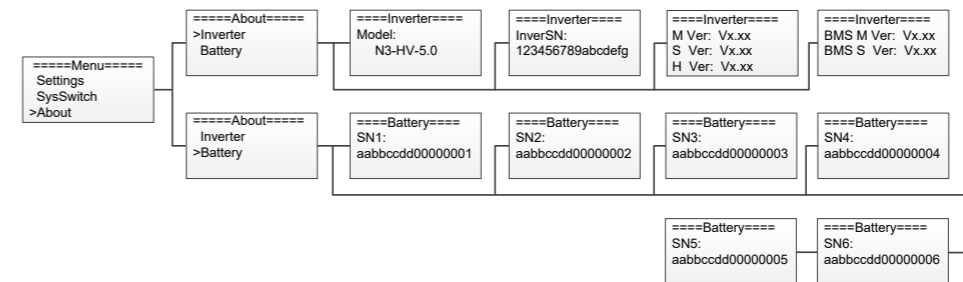 =====Menu=====
Settings
SysSwitch
>About
=====About=====
>Inverter
Battery
====Inverter====
Model:
N3-HV-5.0
====Inverter====
InverSN:
123456789abcdefg
====Inverter====
M Ver: Vx.xx
S Ver: Vx.xx
H Ver: Vx.xx
====Inverter====
BMS M Ver: Vx.xx
BMS S Ver: Vx.xx
=====About=====
Inverter
>Battery
====Battery====
SN1:
aabbccdd00000001
====Battery====
SN2:
aabbccdd00000002
====Battery====
SN3:
aabbccdd00000003
====Battery====
SN4:
aabbccdd00000004
====Battery====
SN5:
aabbccdd00000005
====Battery====
SN6:
aabbccdd00000006